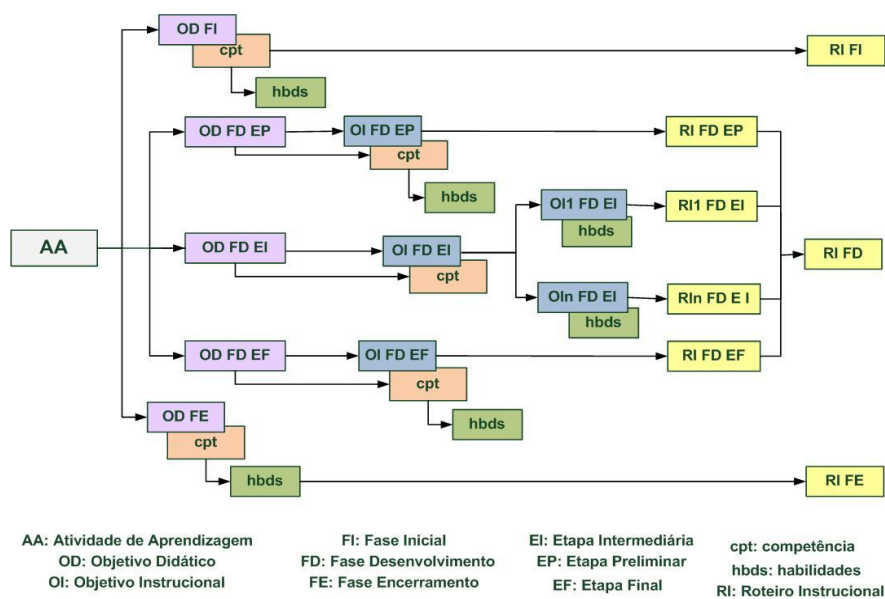 OD FI
cpt
hbds
RI FI
OD FD EP
OI FD EP
cpt
hbds
RI FD EP
OI1 FD EI
hbds
RI1 FD EI
AA
OD FD EI
OI FD EI
cpt
RI FD
OIn FD EI
hbds
RIn FD E I
OD FD EF
OI FD EF
cpt
hbds
RI FD EF
OD FE
cpt
hbds
RI FE
AA: Atividade de Aprendizagem
OD: Objetivo Didático
OI: Objetivo Instrucional
FI: Fase Inicial
FD: Fase Desenvolvimento
FE: Fase Encerramento
EI: Etapa Intermediária
EP: Etapa Preliminar
EF: Etapa Final
cpt: competência
hbds: habilidades
RI: Roteiro Instrucional